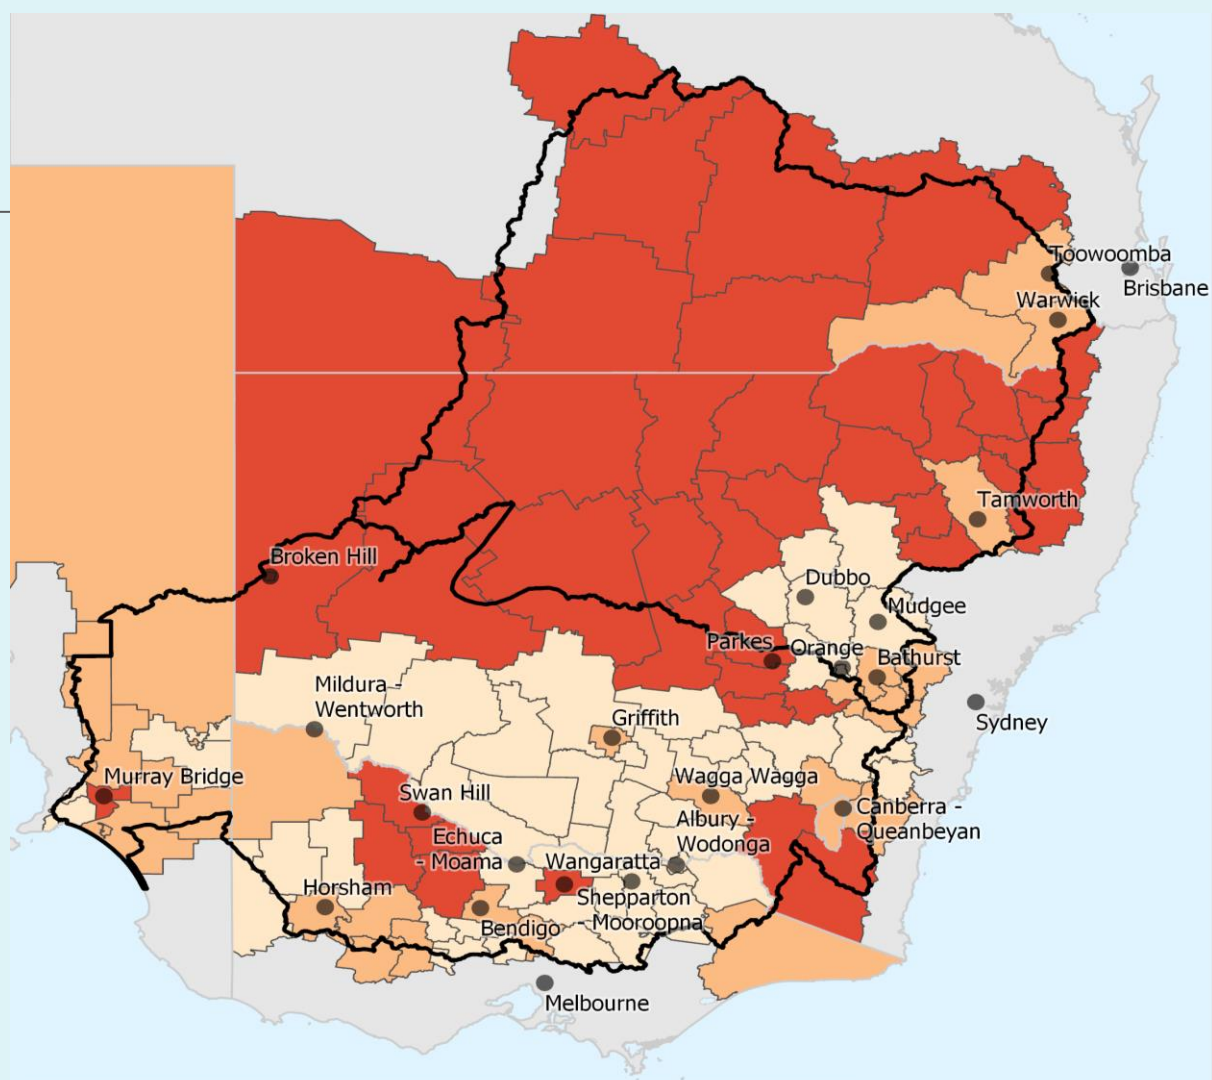 Toowoomba
Brisbane
Warwick
Tamworth
Broken Hill
Dubbo
Mudgee
Parkes
Orange
Bathurst
Mildura -
Wentworth
Sydney
Griffith
Murray Bridge
Wagga Wagga
Swan Hill
Canberra -
Queanbeyan
Albury -
Wodonga
Echuca
- Moama
Wangaratta
Horsham
Shepparton
- Mooroopna
Bendigo
Melbourne